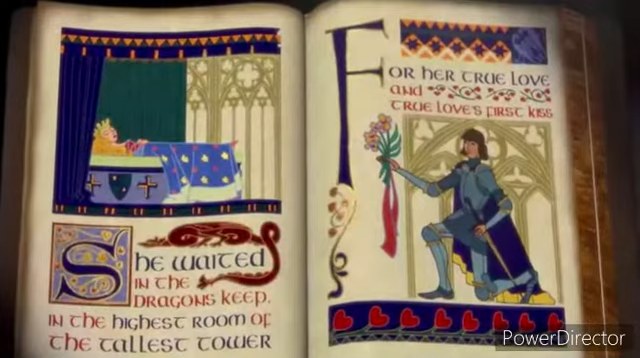 She waited
in the
dragons keep.
in the highest room of
the tallest tower
For her true love
and
true love's first kiss
PowerDirector